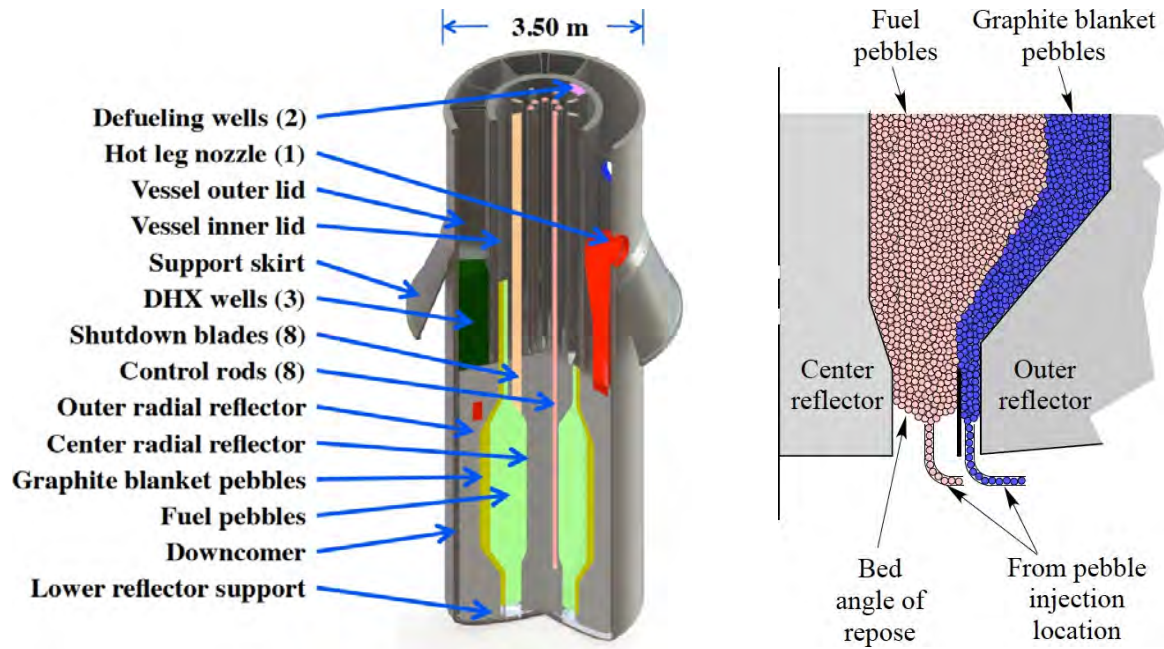 3.50 m
Defueling wells (2)
Hot leg nozzle (1)
Vessel outer lid
Vessel inner lid
Support skirt
DHX wells (3)
Shutdown blades (8)
Control rods (8)
Outer radial reflector
Center radial reflector
Graphite blanket pebbles
Fuel pebbles
Downcomer
Lower reflector support
Fuel
pebbles
Graphite blanket
pebbles
Center
reflector
Outer
reflector
Bed
angle of
repose
From pebble
injection
location